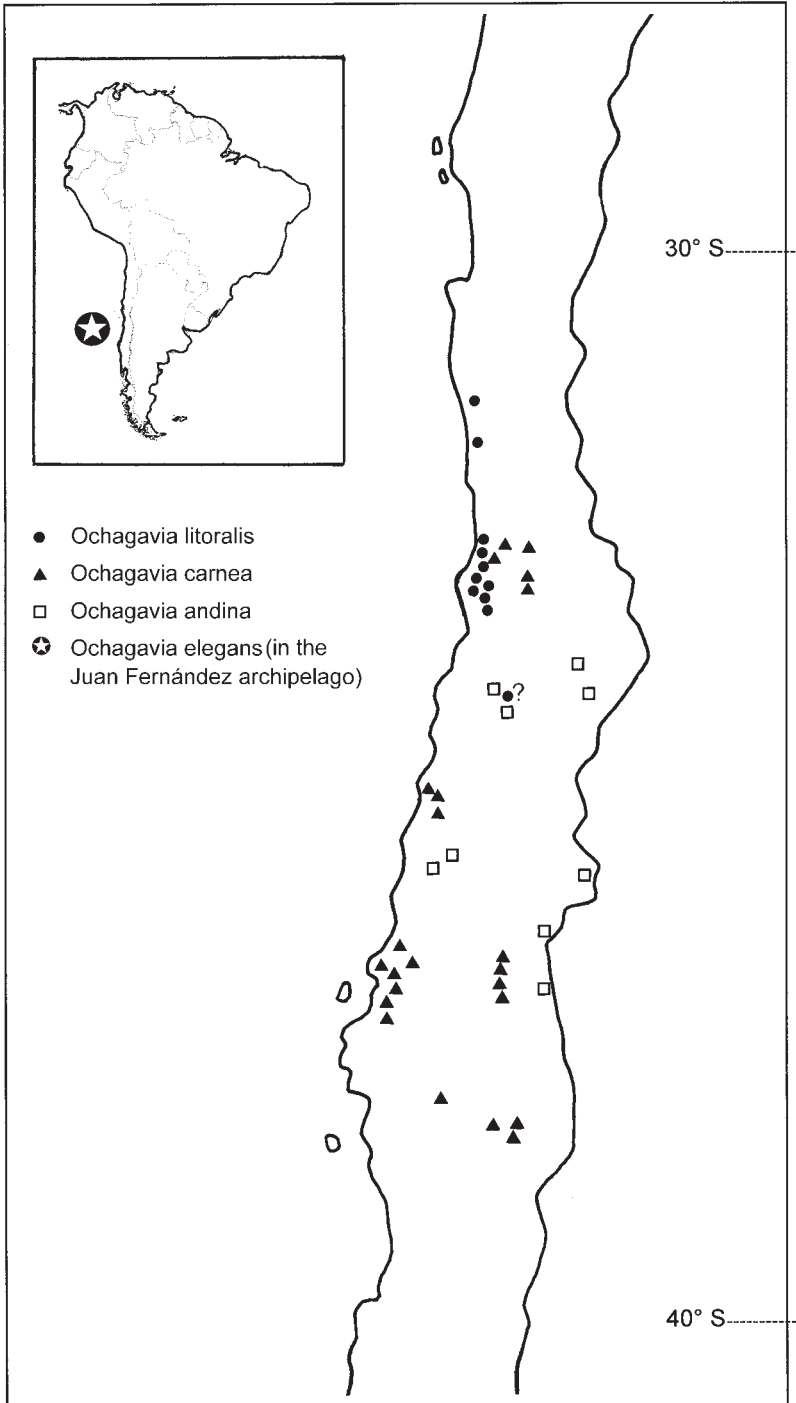 30° S
Ochagavia litoralis
Ochagavia carnea
Ochagavia andina
Ochagavia elegans (in the
Juan Fernández archipelago)
?
40° S